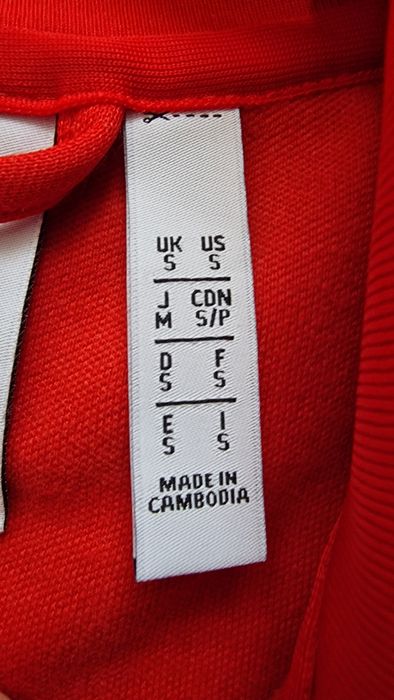 UK US
S S
J CDN
M S/P
D F
S S
E I
S S
MADE IN
CAMBODIA